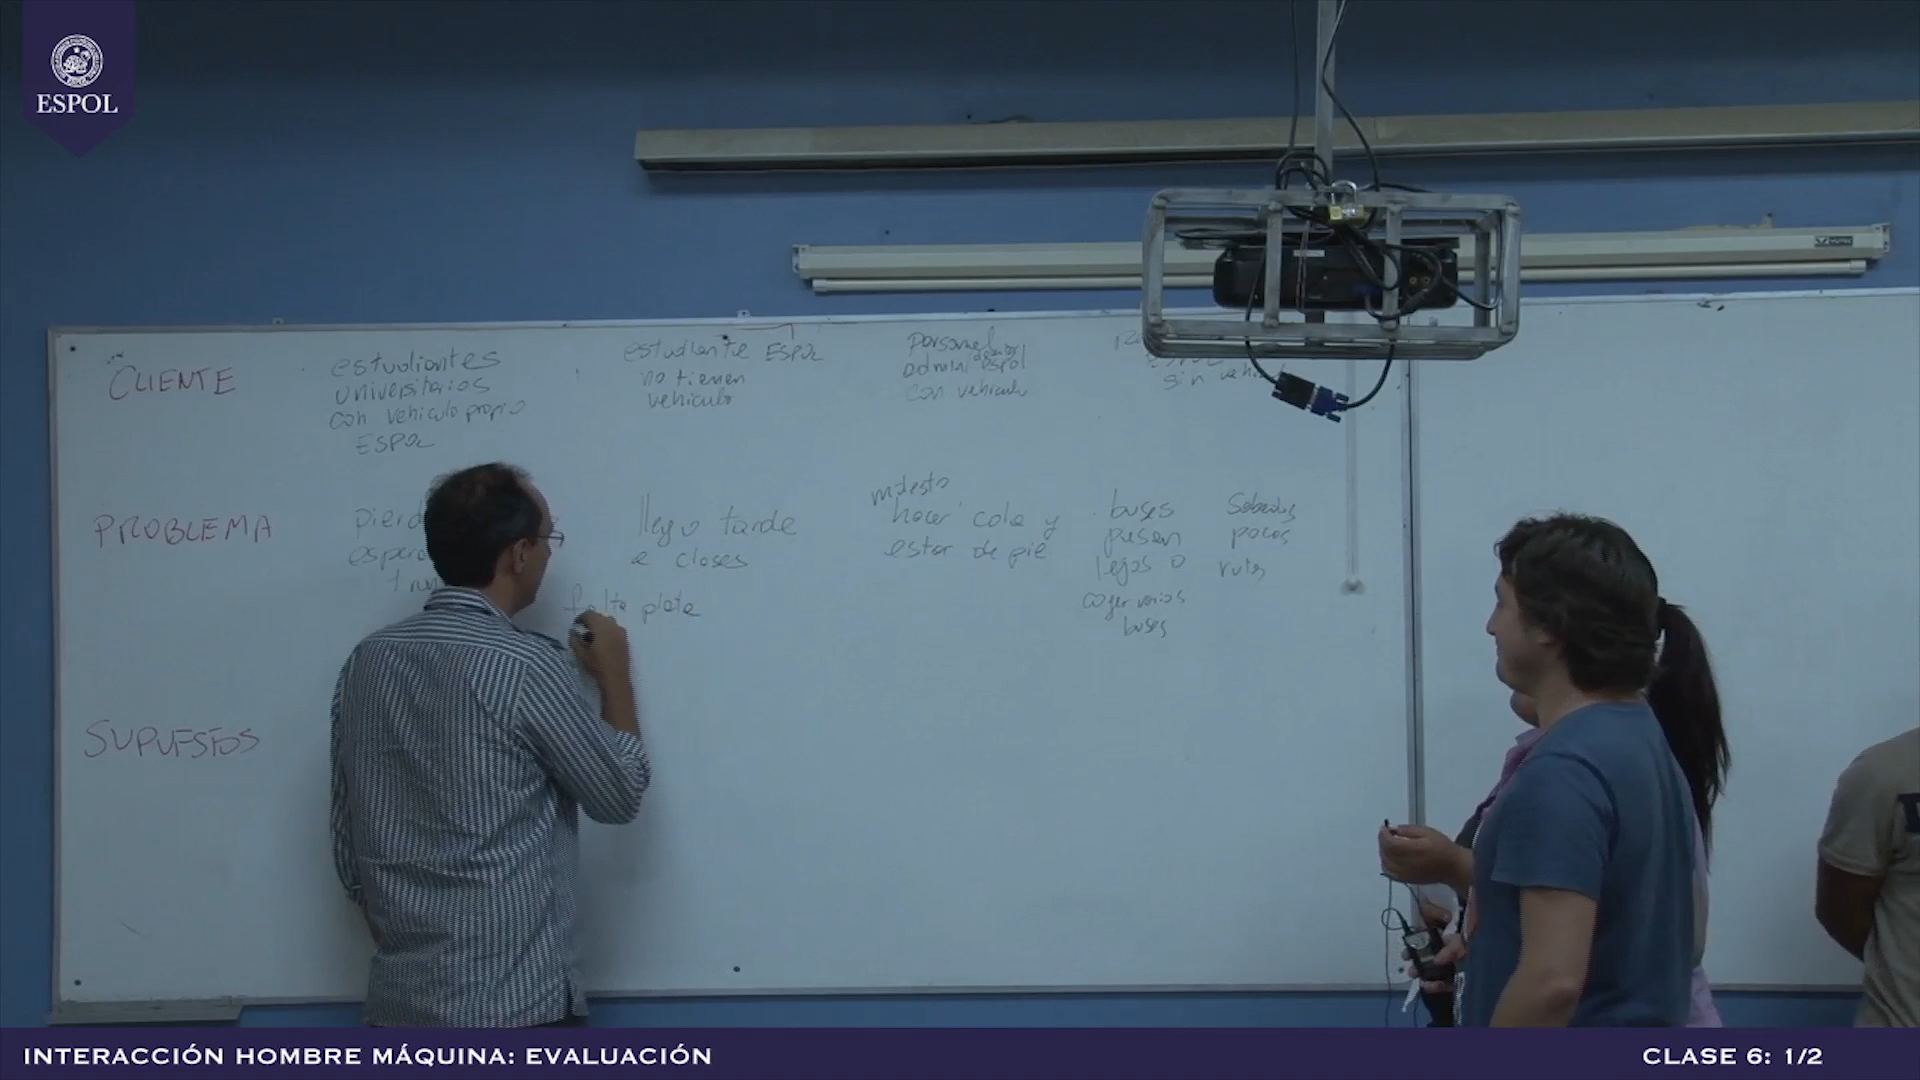 ESPOL
CLIENTE
estudiantes
universitarios
con vehiculo propio
ESPOL
estudiante ESPOL
no tienen
vehiculo
personal
admin espol
con vehiculo
sin
PROBLEMA
llego tarde
a clases
falta plata
molesto
hacer cola y
estar de pie
buses
pasan
lejos o
coger varios
buses
Sabados
pocas
rutas
SUPUESTOS
INTERACCIÓN HOMBRE MÁQUINA: EVALUACIÓN
CLASE 6: 1/2